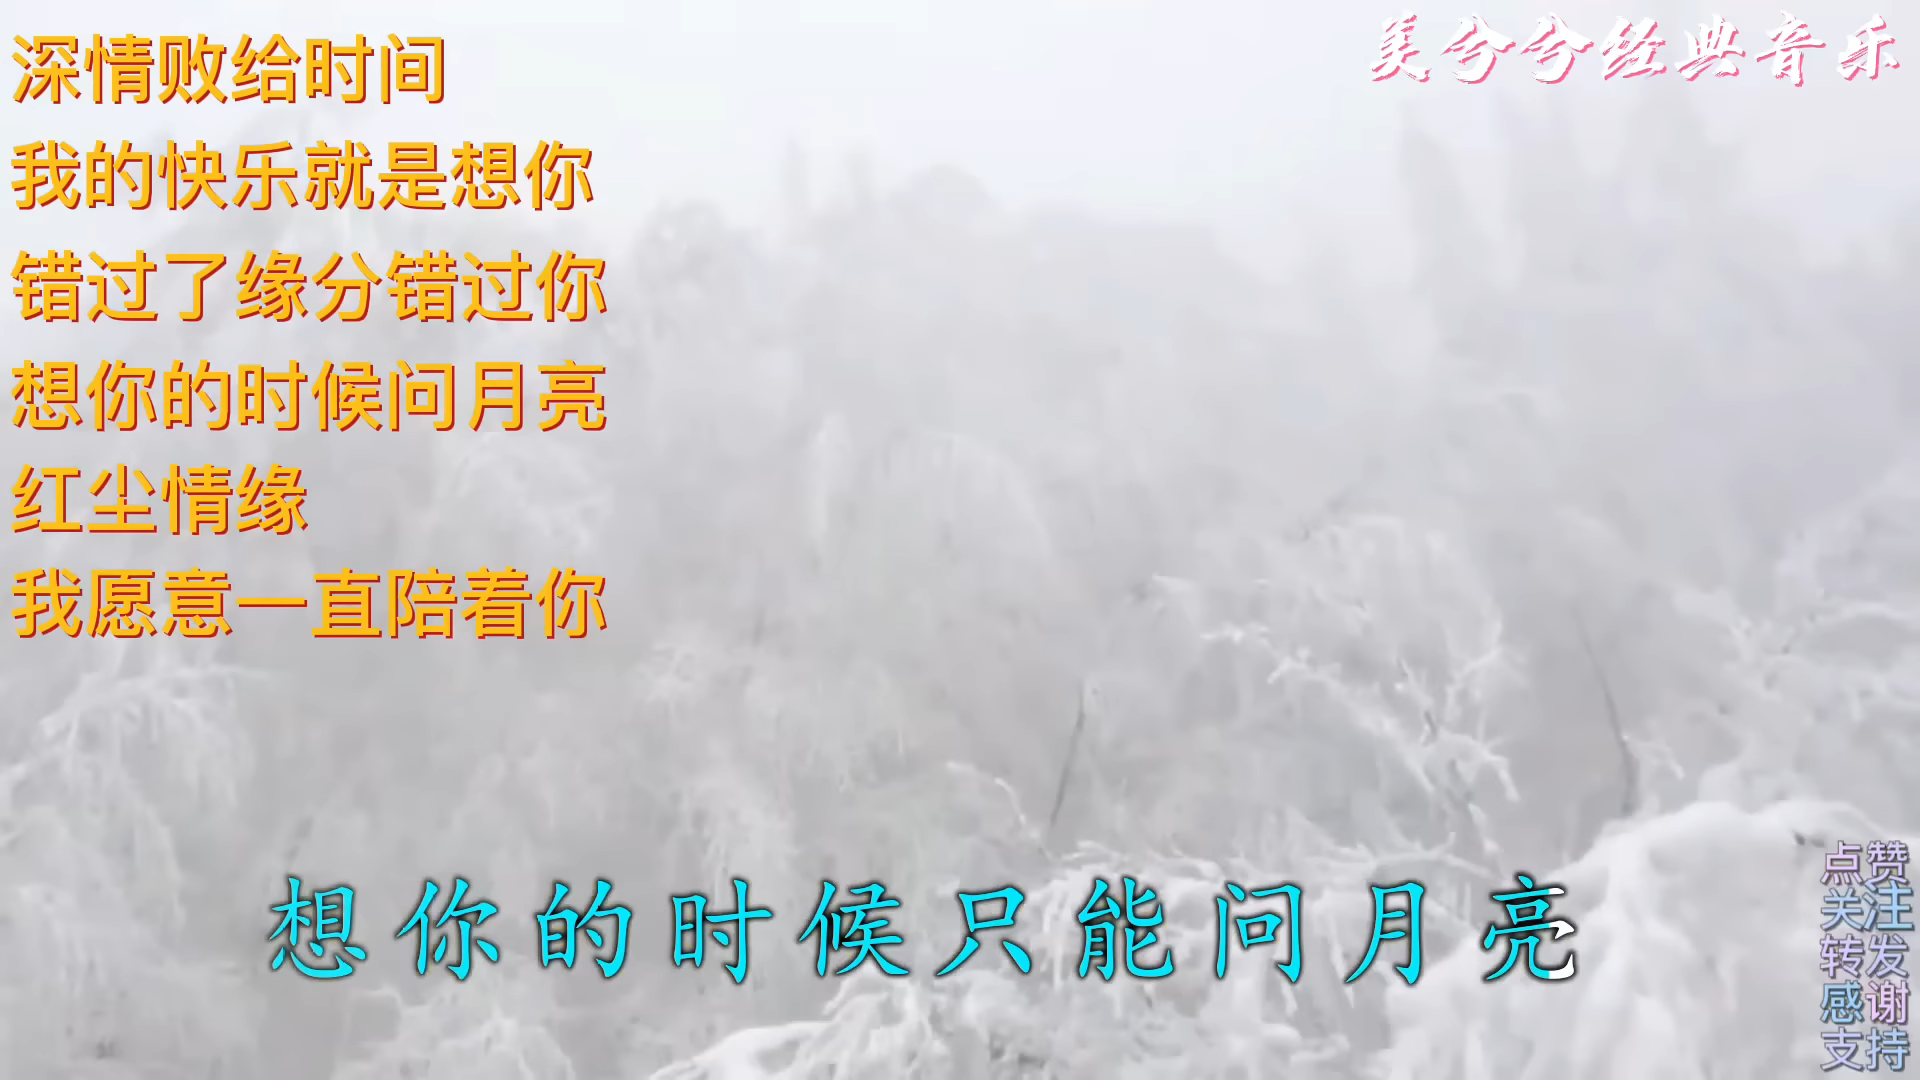 深情败给时间
我的快乐就是想你
错过了缘分错过你
想你的时候问月亮
红尘情缘
我愿意一直陪着你
美兮兮经典音乐
想你的时候只能问月亮
点赞
关注
转发
感谢
支持